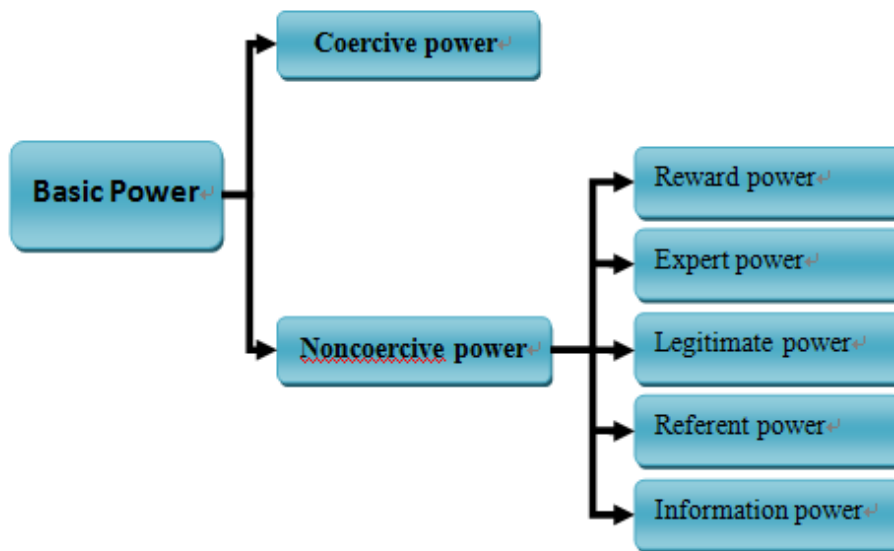 Coercive power
Basic Power
Noncoercive power
Reward power
Expert power
Legitimate power
Referent power
Information power